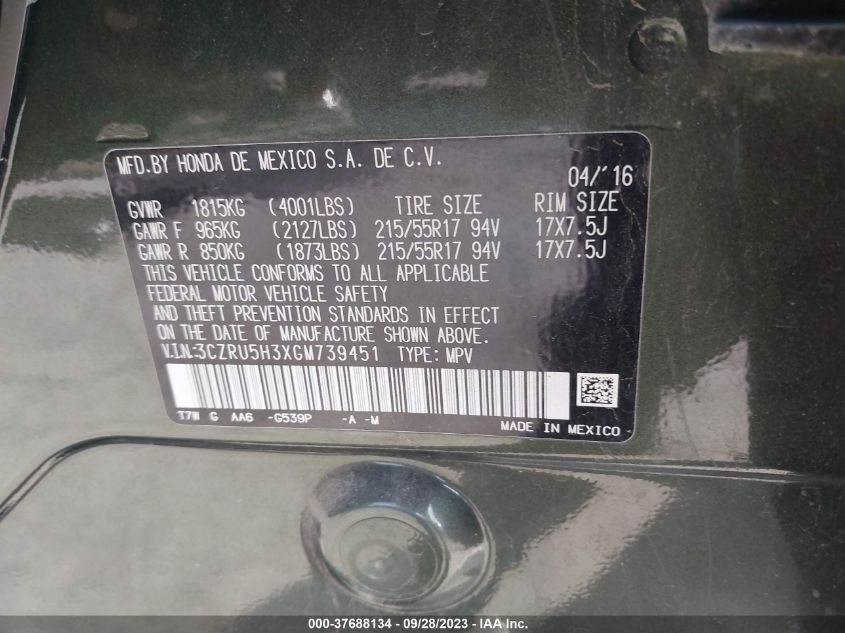 MFD.BY HONDA DE MEXICO S.A. DE C.V.
04/'16
GVWR 1815KG (4001LBS) TIRE SIZE RIM SIZE
GAWR F 965KG (2127LBS) 215/55R17 94V 17X7.5J
GAWR R 850KG (1873LBS) 215/55R17 94V 17X7.5J
THIS VEHICLE CONFORMS TO ALL APPLICABLE
FEDERAL MOTOR VEHICLE SAFETY
AND THEFT PREVENTION STANDARDS IN EFFECT
ON THE DATE OF MANUFACTURE SHOWN ABOVE.
V.I.N:3CZRU5H3XGM739451 TYPE: MPV
T7W G AA6 -G539P -A -M
MADE IN MEXICO
000-37688134 / 09/28/2023 / IAA Inc.